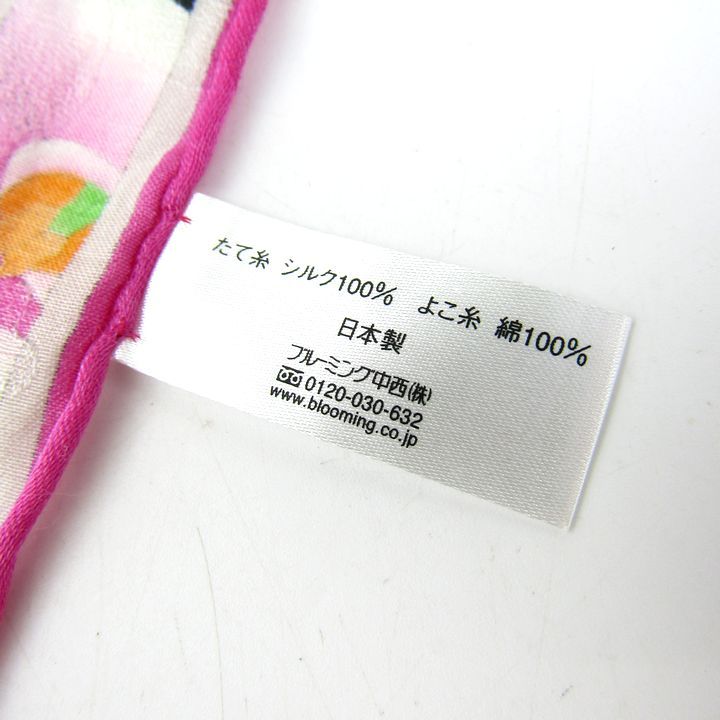 たて糸 シルク100% よこ糸 綿100%
日本製
ブルーミング中西(株)
0120-030-632
www.blooming.co.jp